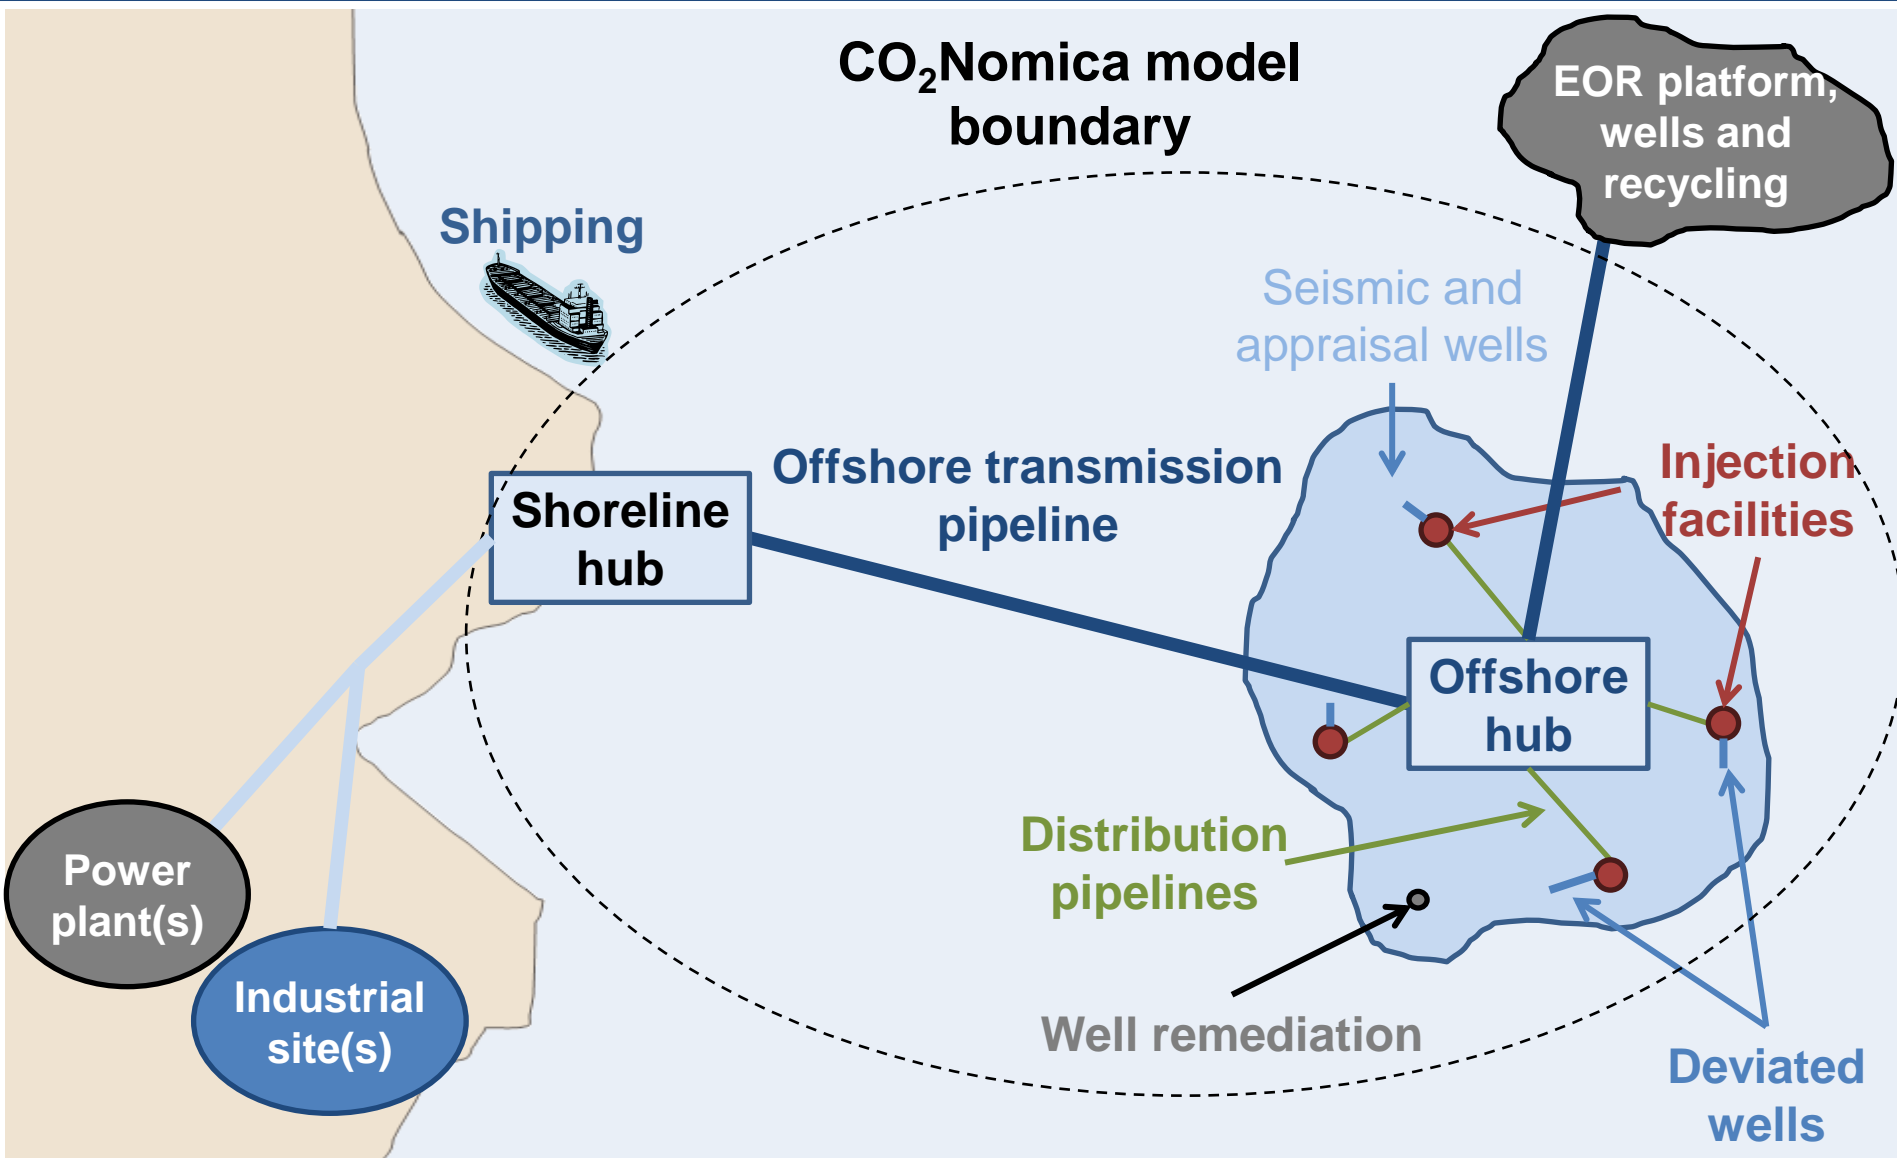 CO₂Nomica model
boundary
EOR platform,
wells and
recycling
Shipping
Seismic and
appraisal wells
Offshore transmission
pipeline
Injection
facilities
Shoreline
hub
Offshore
hub
Distribution
pipelines
Power
plant(s)
Industrial
site(s)
Well remediation
Deviated
wells